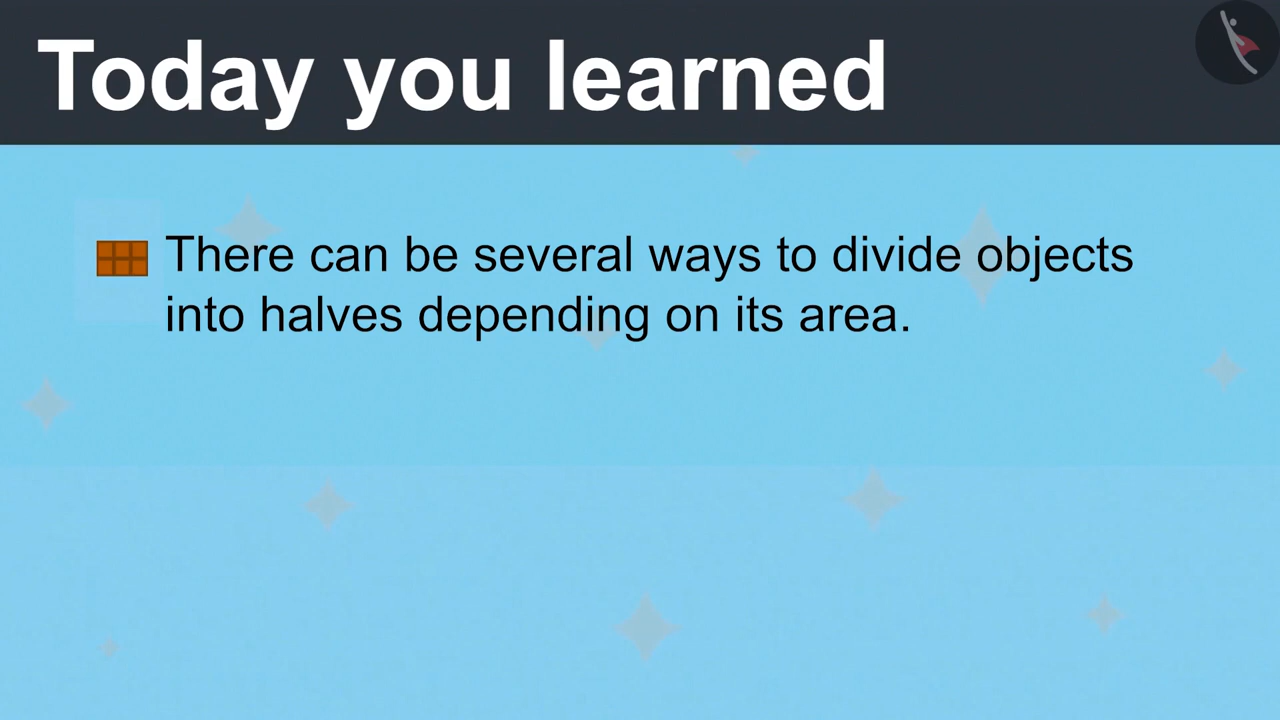 Today you learned
There can be several ways to divide objects
into halves depending on its area.